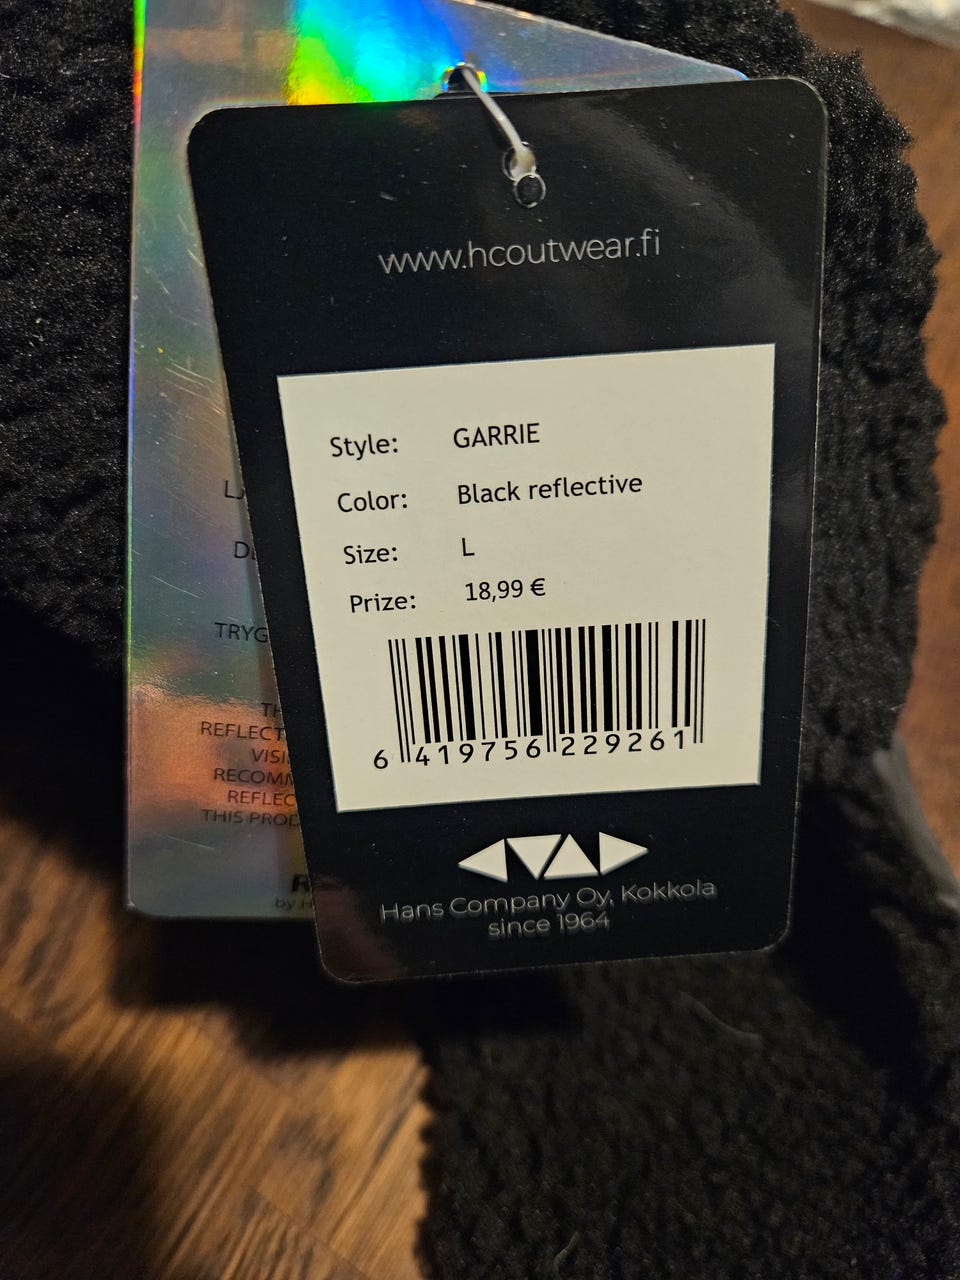 www.hcoutwear.fi
Style: GARRIE
Color: Black reflective
Size: L
Prize: 18,99 €
6 419756 229261
Hans Company Oy, Kokkola
since 1964
THIS